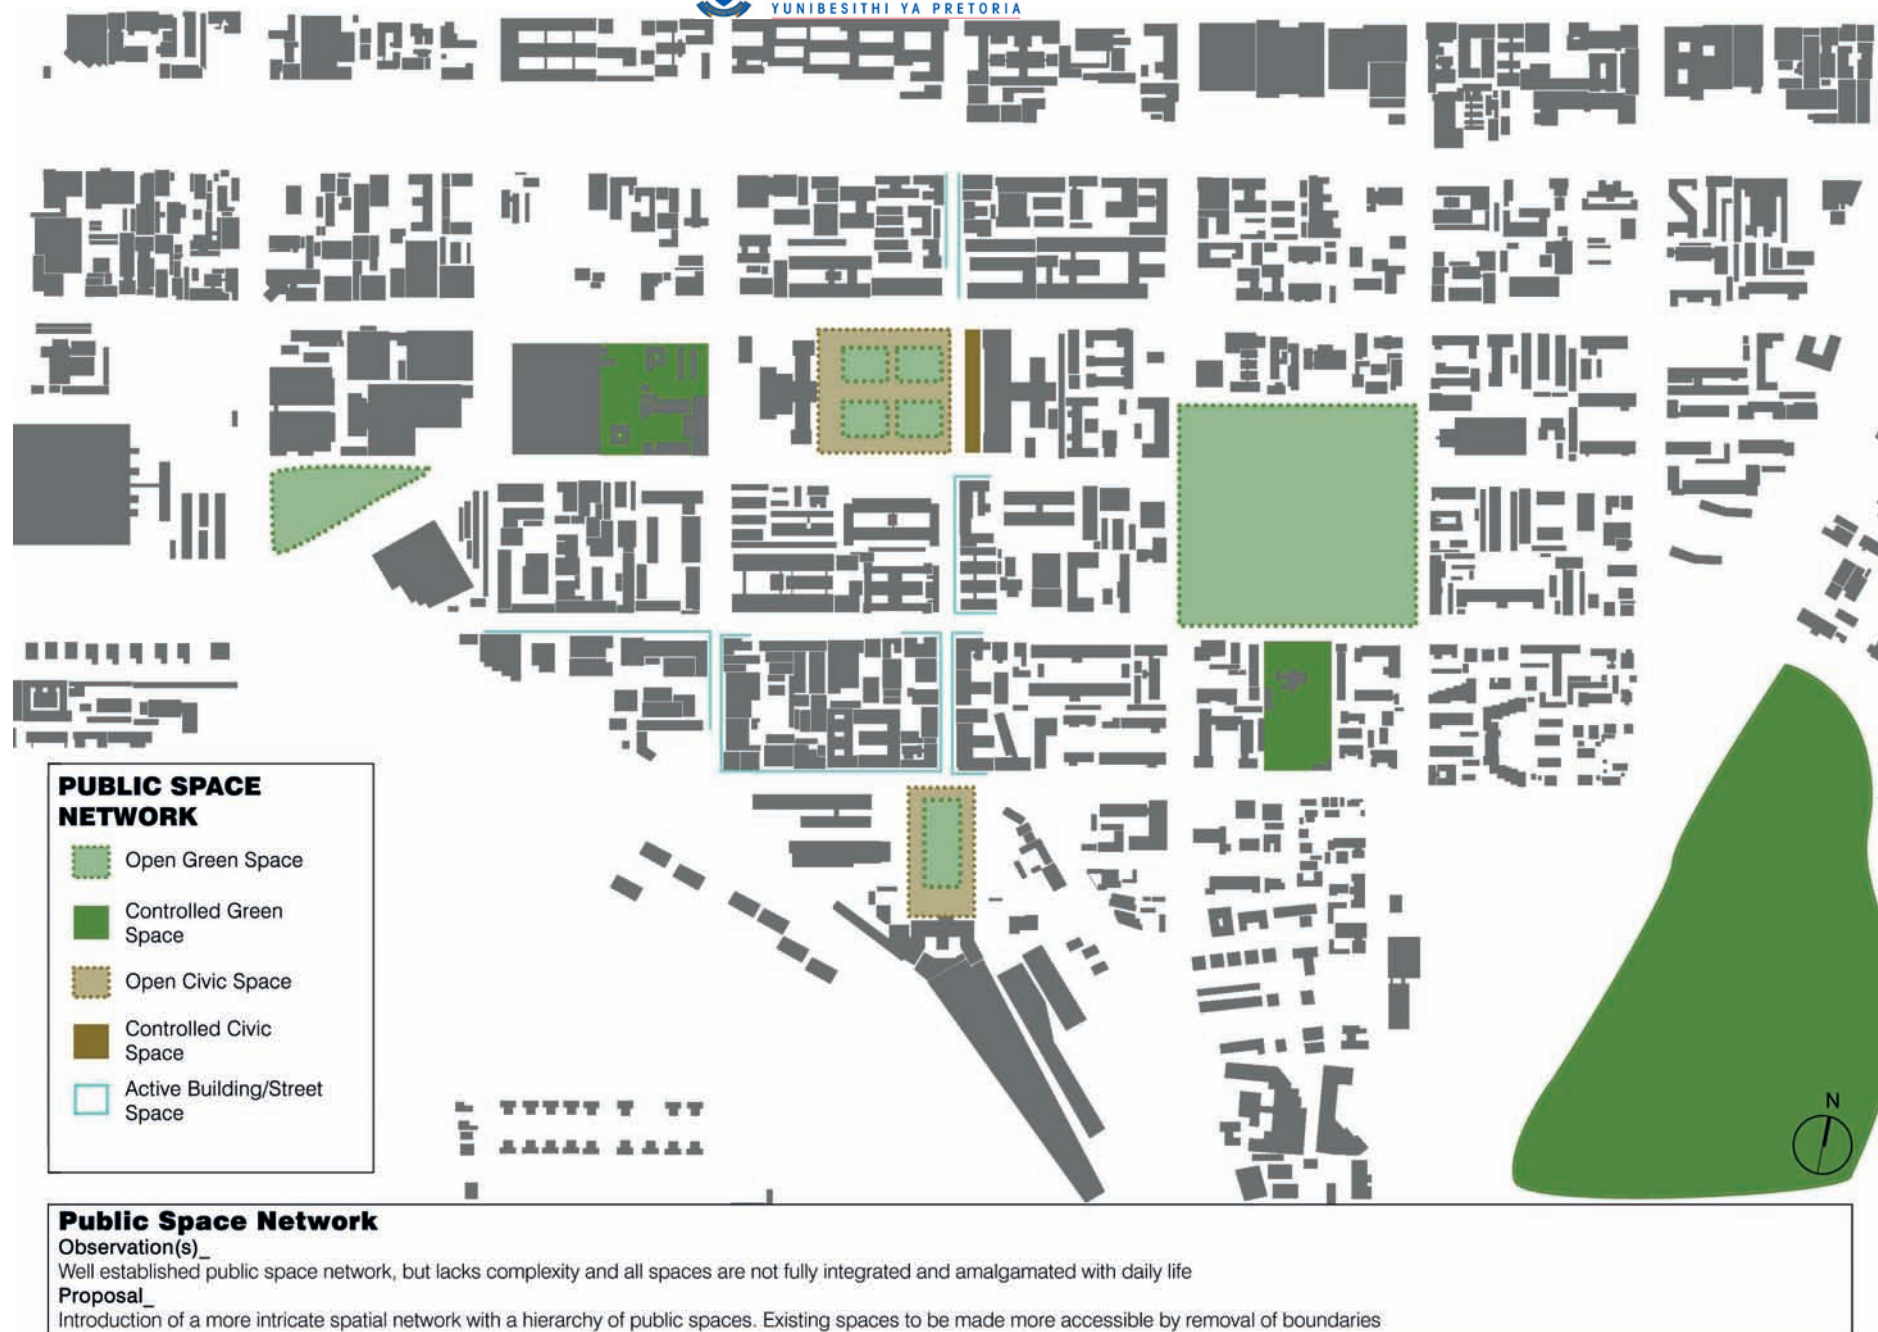 YUNIBESITHI YA PRETORIA
PUBLIC SPACE
NETWORK
Open Green Space
Controlled Green
Space
Open Civic Space
Controlled Civic
Space
Active Building/Street
Space
N
Public Space Network
Observation(s)_
Well established public space network, but lacks complexity and all spaces are not fully integrated and amalgamated with daily life
Proposal_
Introduction of a more intricate spatial network with a hierarchy of public spaces. Existing spaces to be made more accessible by removal of boundaries